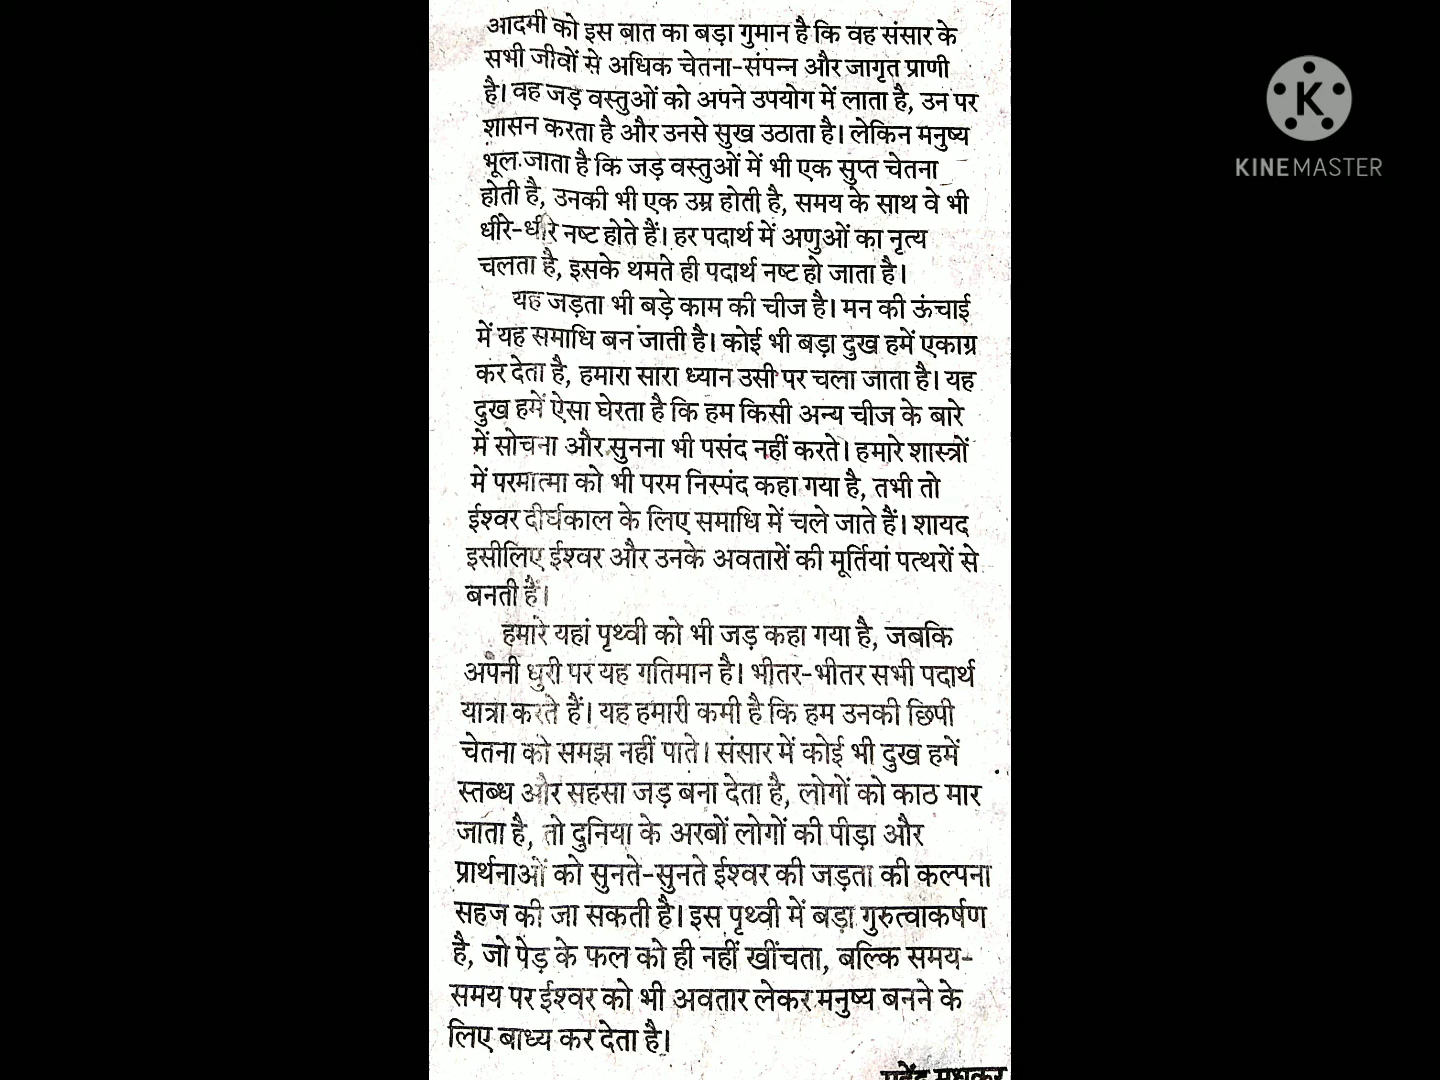 आदमी को इस बात का बड़ा गुमान है कि वह संसार के
सभी जीवों से अधिक चेतना-संपन्न और जागृत प्राणी
है। वह जड़ वस्तुओं को अपने उपयोग में लाता है, उन पर
शासन करता है और उनसे सुख उठाता है। लेकिन मनुष्य
भूल जाता है कि जड़ वस्तुओं में भी एक सुप्त चेतना
होती है, उनकी भी एक उम्र होती है, समय के साथ वे भी
धीरे-धीरे नष्ट होते हैं। हर पदार्थ में अणुओं का नृत्य
चलता है, इसके थमते ही पदार्थ नष्ट हो जाता है।
यह जड़ता भी बड़े काम की चीज है। मन की ऊंचाई
में यह समाधि बन जाती है। कोई भी बड़ा दुख हमें एकाग्र
कर देता है, हमारा सारा ध्यान उसी पर चला जाता है। यह
दुख हमें ऐसा घेरता है कि हम किसी अन्य चीज के बारे
में सोचना और सुनना भी पसंद नहीं करते। हमारे शास्त्रों
में परमात्मा को भी परम निस्पंद कहा गया है, तभी तो
ईश्वर दीर्घकाल के लिए समाधि में चले जाते हैं। शायद
इसीलिए ईश्वर और उनके अवतारों की मूर्तियां पत्थरों से
बनती हैं।
हमारे यहां पृथ्वी को भी जड़ कहा गया है, जबकि
अपनी धुरी पर यह गतिमान है। भीतर-भीतर सभी पदार्थ
यात्रा करते हैं। यह हमारी कमी है कि हम उनकी छिपी
चेतना को समझ नहीं पाते। संसार में कोई भी दुख हमें
स्तब्ध और सहसा जड़ बना देता है, लोगों को काठ मार
जाता है, तो दुनिया के अरबों लोगों की पीड़ा और
प्रार्थनाओं को सुनते-सुनते ईश्वर की जड़ता की कल्पना
सहज की जा सकती है। इस पृथ्वी में बड़ा गुरुत्वाकर्षण
है, जो पेड़ के फल को ही नहीं खींचता, बल्कि समय-
समय पर ईश्वर को भी अवतार लेकर मनुष्य बनने के
लिए बाध्य कर देता है।
KINEMASTER